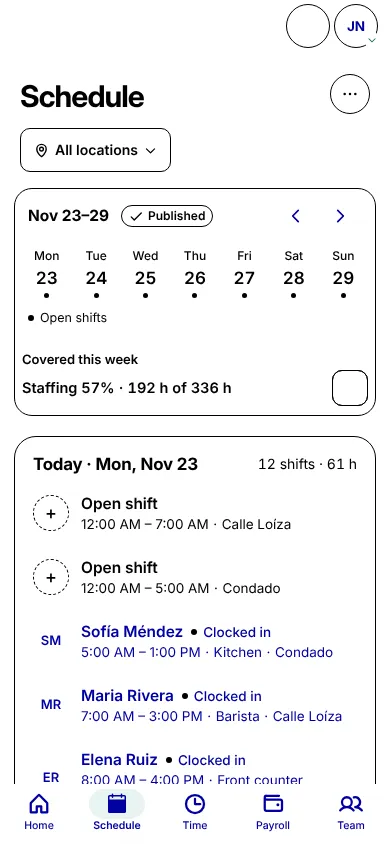 JN
Schedule
All locations
Nov 23–29 Published
Mon Tue Wed Thu Fri Sat Sun
23 24 25 26 27 28 29
Open shifts
Covered this week
Staffing 57% · 192 h of 336 h
Today · Mon, Nov 23 12 shifts · 61 h
Open shift
12:00 AM – 7:00 AM · Calle Loíza
Open shift
12:00 AM – 5:00 AM · Condado
SM
Sofía Méndez • Clocked in
5:00 AM – 1:00 PM · Kitchen · Condado
MR
Maria Rivera • Clocked in
7:00 AM – 3:00 PM · Barista · Calle Loíza
ER
Elena Ruiz • Clocked in
8:00 AM – 4:00 PM · Front counter
Home Schedule Time Payroll Team